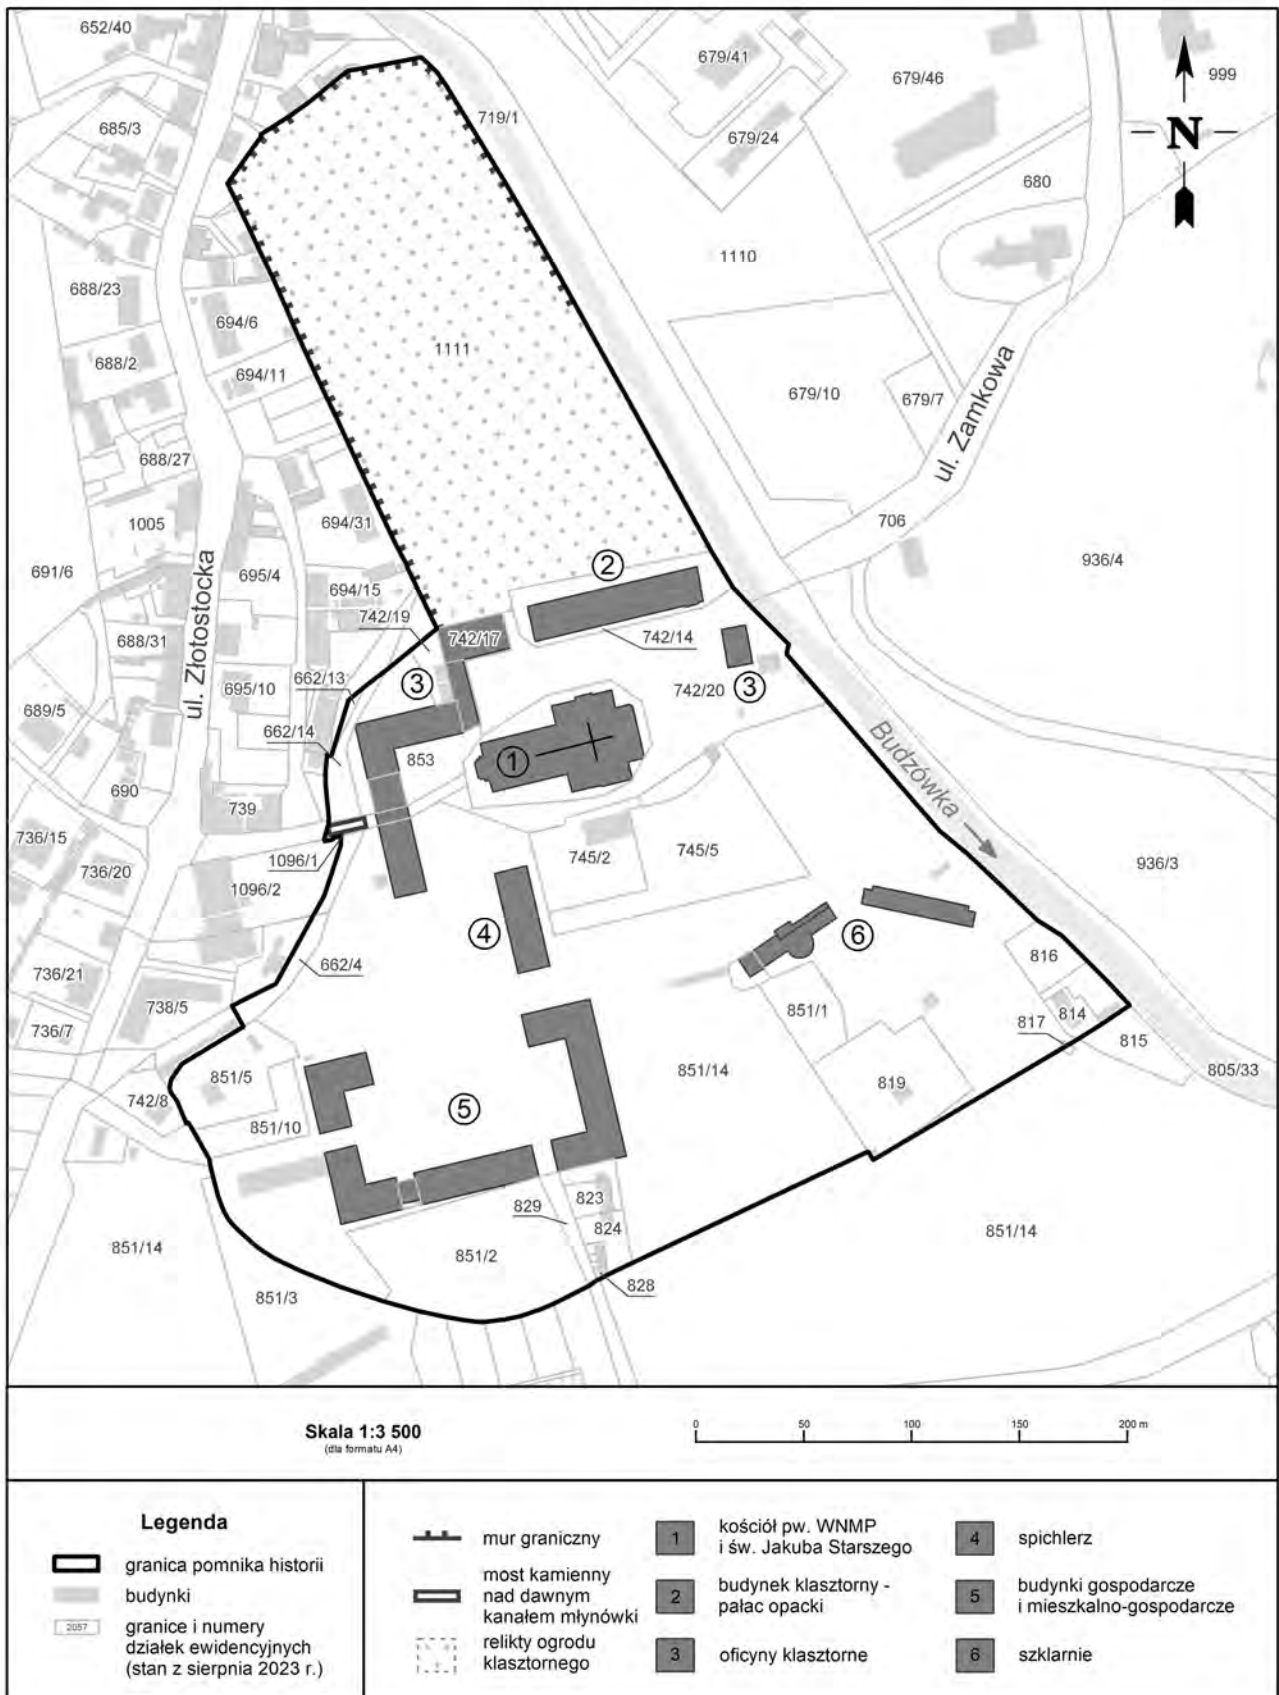 652/40
679/41
679/46
999
719/1
685/3
679/24
N
680
1110
688/23
694/6
1111
688/2
694/11
679/10
679/7
ul. Zamkowa
688/27
1005
694/31
706
936/4
691/6
695/4
ul. Złotostocka
2
694/15
742/19
688/31
742/17
742/14
662/13
3
695/10
742/20
3
689/5
662/14
853
1
Budzówka
690
739
736/15
736/20
1096/1
745/2
745/5
936/3
1096/2
4
6
736/21
662/4
816
738/5
851/1
814
736/7
817
815
851/5
851/14
805/33
742/8
819
5
851/10
823
829
824
851/14
851/2
851/14
828
851/3
Skala 1:3 500
(dla formatu A4)
0 50 100 150 200 m
Legenda
granica pomnika historii
budynki
2057
granice i numery
działek ewidencyjnych
(stan z sierpnia 2023 r.)
mur graniczny
most kamienny
nad dawnym
kanałem młynówki
relikty ogrodu
klasztornego
1
kościół pw. WNMP
i św. Jakuba Starszego
2
budynek klasztorny -
pałac opacki
3
oficyny klasztorne
4
spichlerz
5
budynki gospodarcze
i mieszkalno-gospodarcze
6
szklarnie